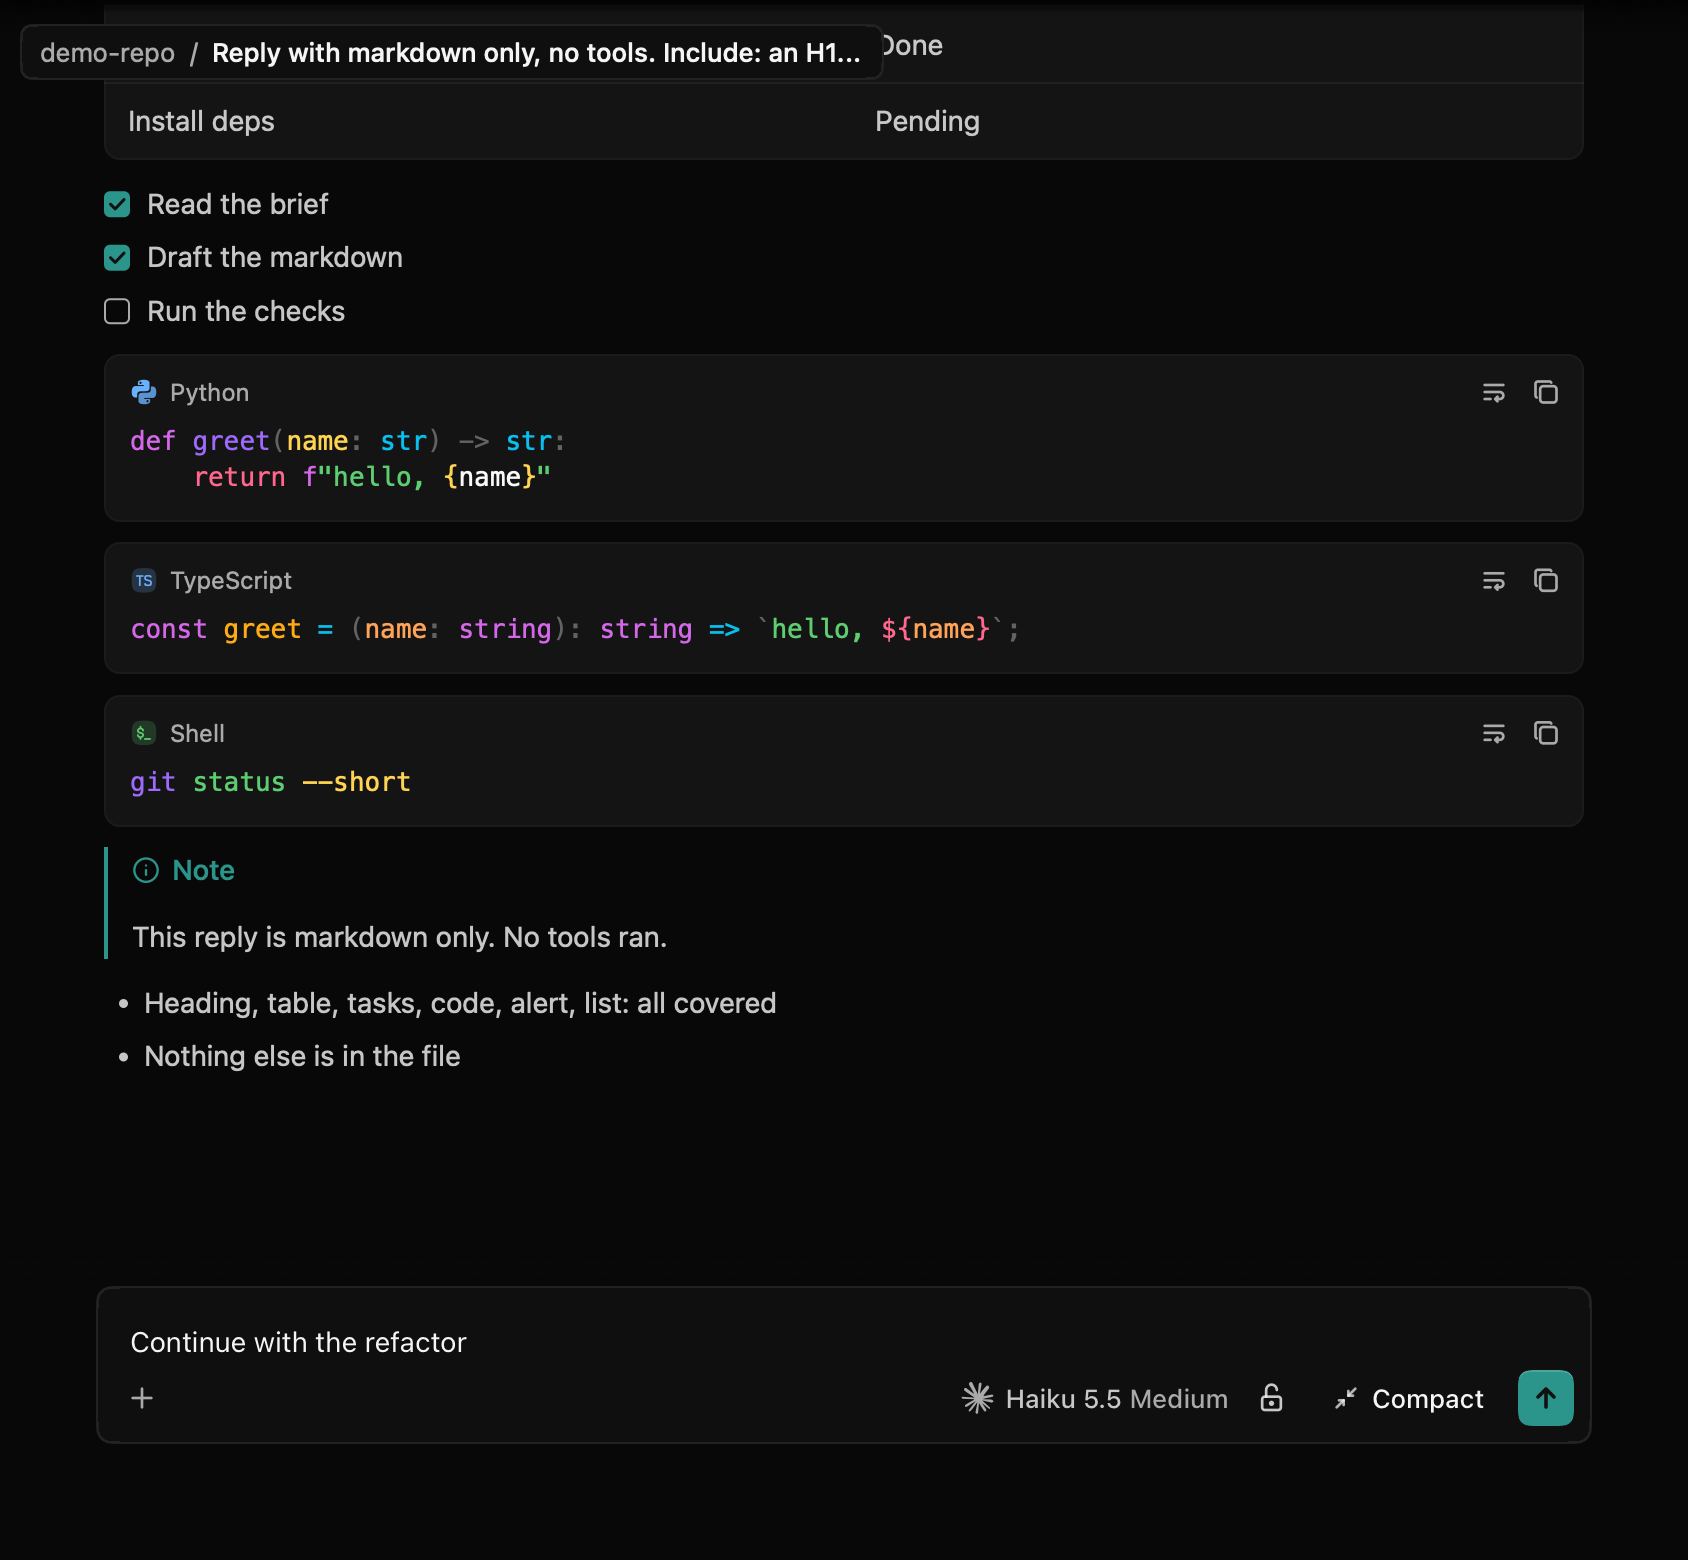 demo-repo / Reply with markdown only, no tools. Include: an H1...
Done
Install deps Pending
Read the brief
Draft the markdown
Run the checks
Python
def greet(name: str) -> str:
    return f"hello, {name}"
TS TypeScript
const greet = (name: string): string => `hello, ${name}`;
$_ Shell
git status --short
Note
This reply is markdown only. No tools ran.
• Heading, table, tasks, code, alert, list: all covered
• Nothing else is in the file
Continue with the refactor
Haiku 5.5 Medium Compact